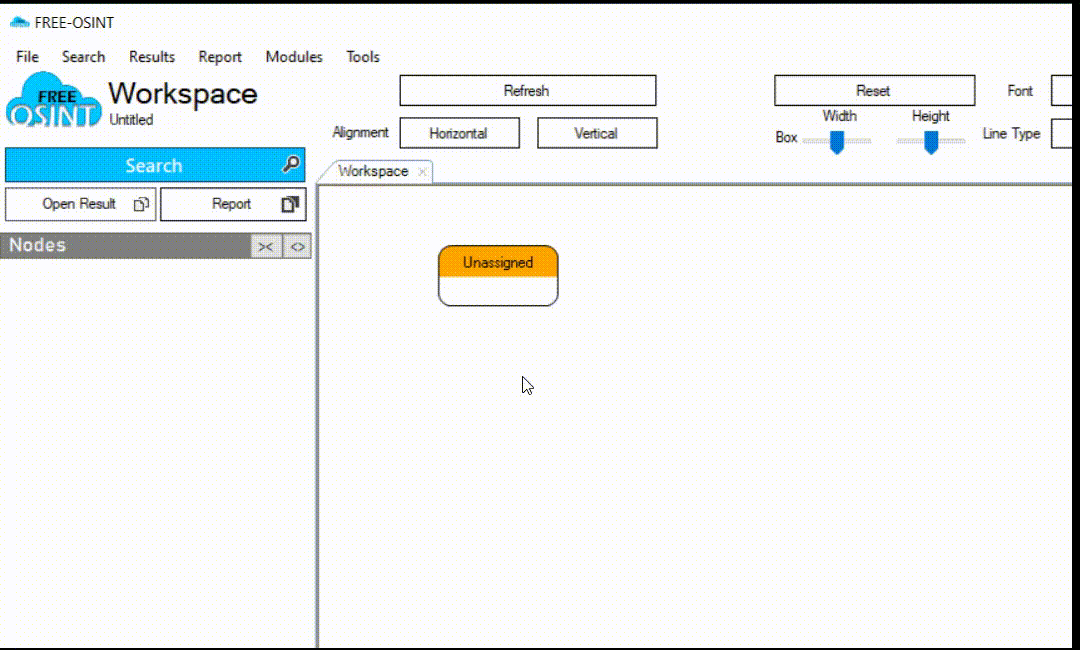 FREE-OSINT
File Search Results Report Modules Tools
FREE
OSINT
Workspace
Untitled
Refresh
Reset
Font
Alignment
Horizontal
Vertical
Box
Width
Height
Line Type
Search
Workspace
Open Result
Report
Nodes
><
<>
Unassigned